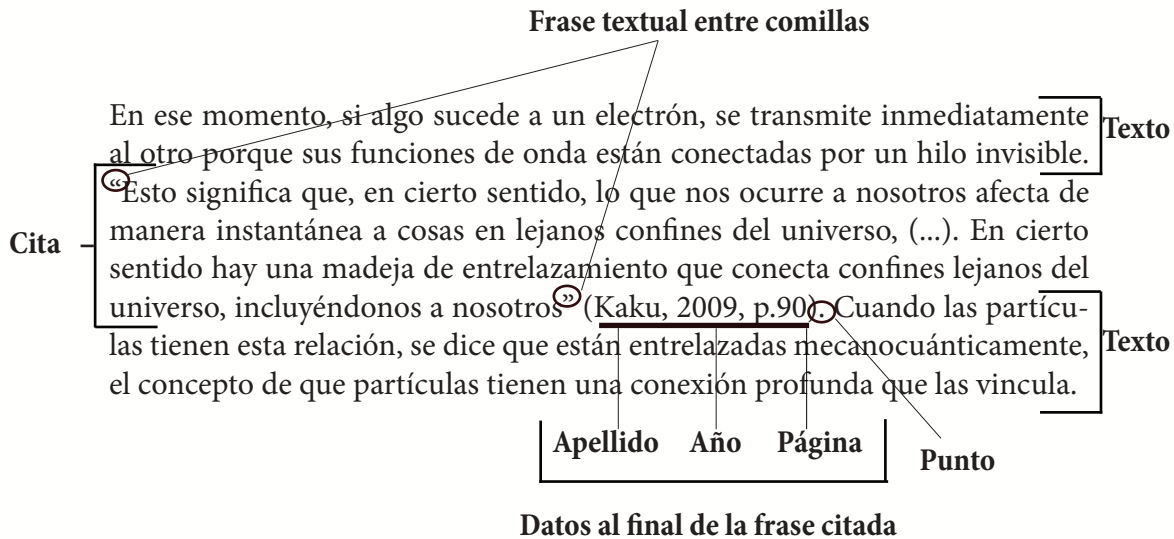 Frase textual entre comillas
En ese momento, si algo sucede a un electrón, se transmite inmediatamente
al otro porque sus funciones de onda están conectadas por un hilo invisible.
“Esto significa que, en cierto sentido, lo que nos ocurre a nosotros afecta de
manera instantánea a cosas en lejanos confines del universo, (...). En cierto
sentido hay una madeja de entrelazamiento que conecta confines lejanos del
universo, incluyéndonos a nosotros” (Kaku, 2009, p.90). Cuando las partícu-
las tienen esta relación, se dice que están entrelazadas mecanocuánticamente,
el concepto de que partículas tienen una conexión profunda que las vincula.
Texto
Cita
Texto
Apellido Año Página
Punto
Datos al final de la frase citada